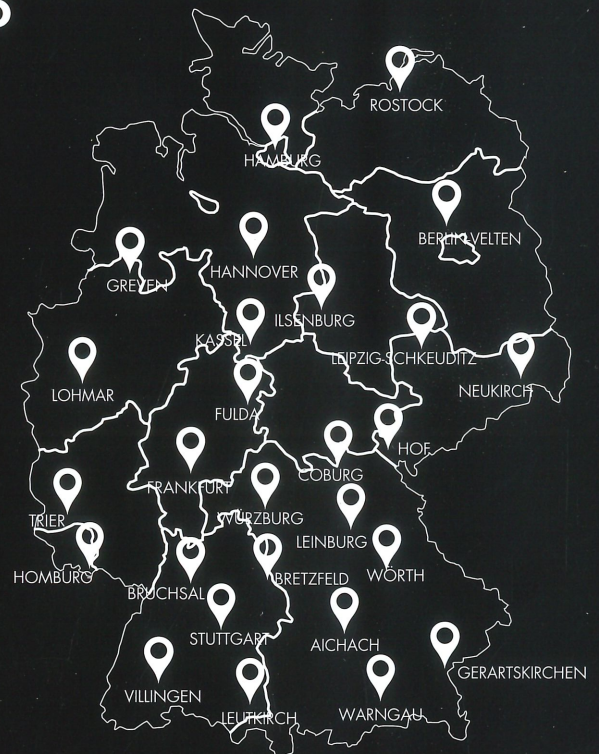 ROSTOCK
HAMBURG
BERLIN-VELTEN
HANNOVER
GREVEN
ILSENBURG
KASSEL
LEIPZIG-SCHKEUDITZ
LOHMAR
NEUKIRCH
FULDA
HOF
COBURG
FRANKFURT
TRIER
WÜRZBURG
LEINBURG
HOMBURG
BRETZFELD
WÖRTH
BRUCHSAL
STUTTGART
AICHACH
GERARTSKIRCHEN
VILLINGEN
LEUTKIRCH
WARNGAU